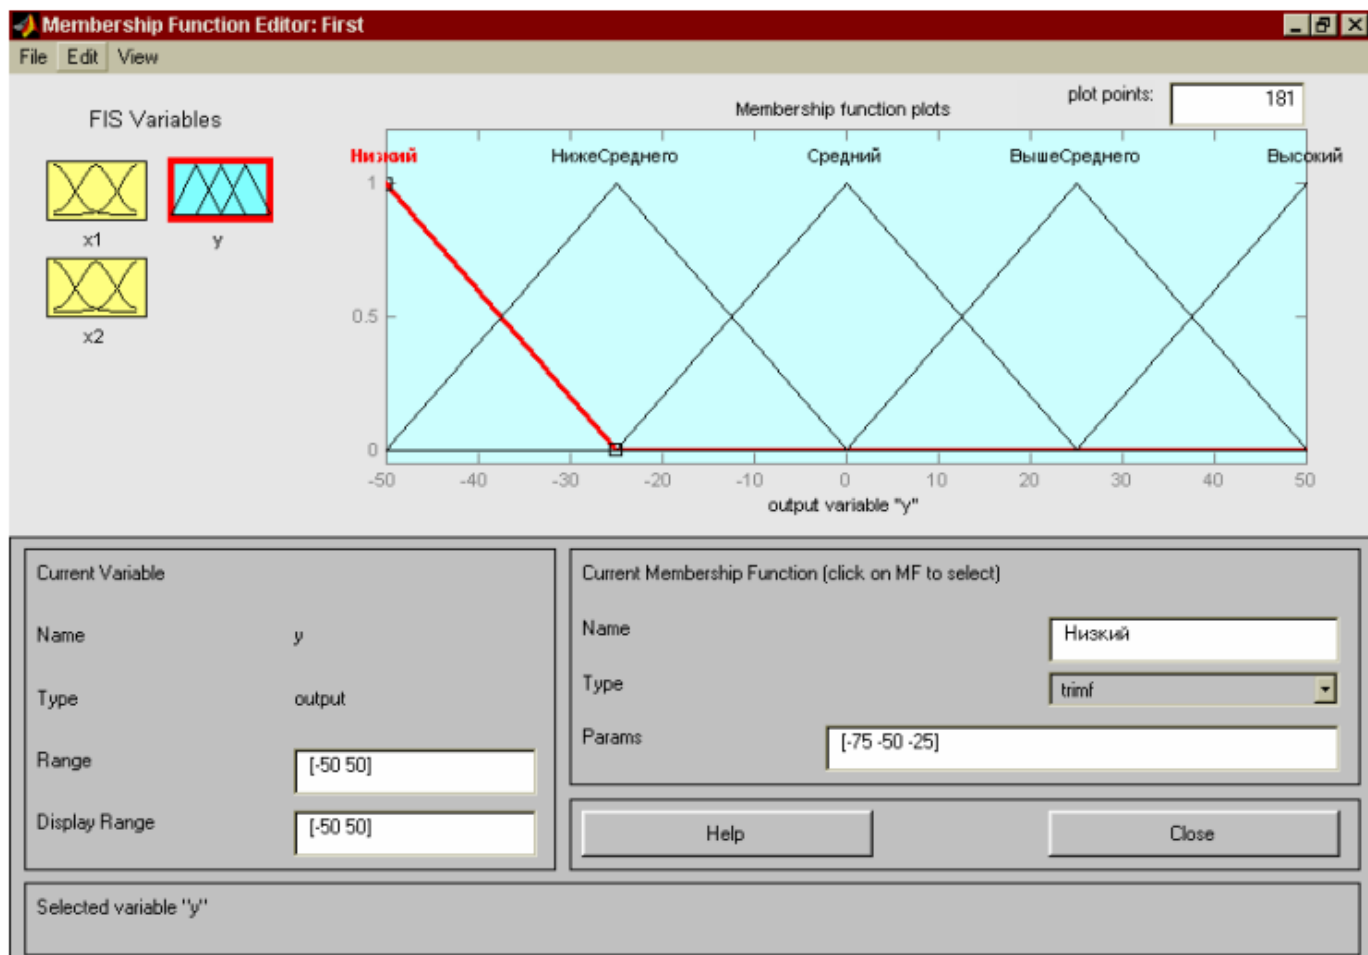 Membership Function Editor: First
File Edit View
FIS Variables
x1
y
x2
plot points: 181
Membership function plots
Низкий НижеСреднего Средний ВышеСреднего Высокий
1
0.5
0
-50 -40 -30 -20 -10 0 10 20 30 40 50
output variable "y"
Current Variable
Name y
Type output
Range [-50 50]
Display Range [-50 50]
Current Membership Function (click on MF to select)
Name Низкий
Type trimf
Params [-75 -50 -25]
Help Close
Selected variable "y"